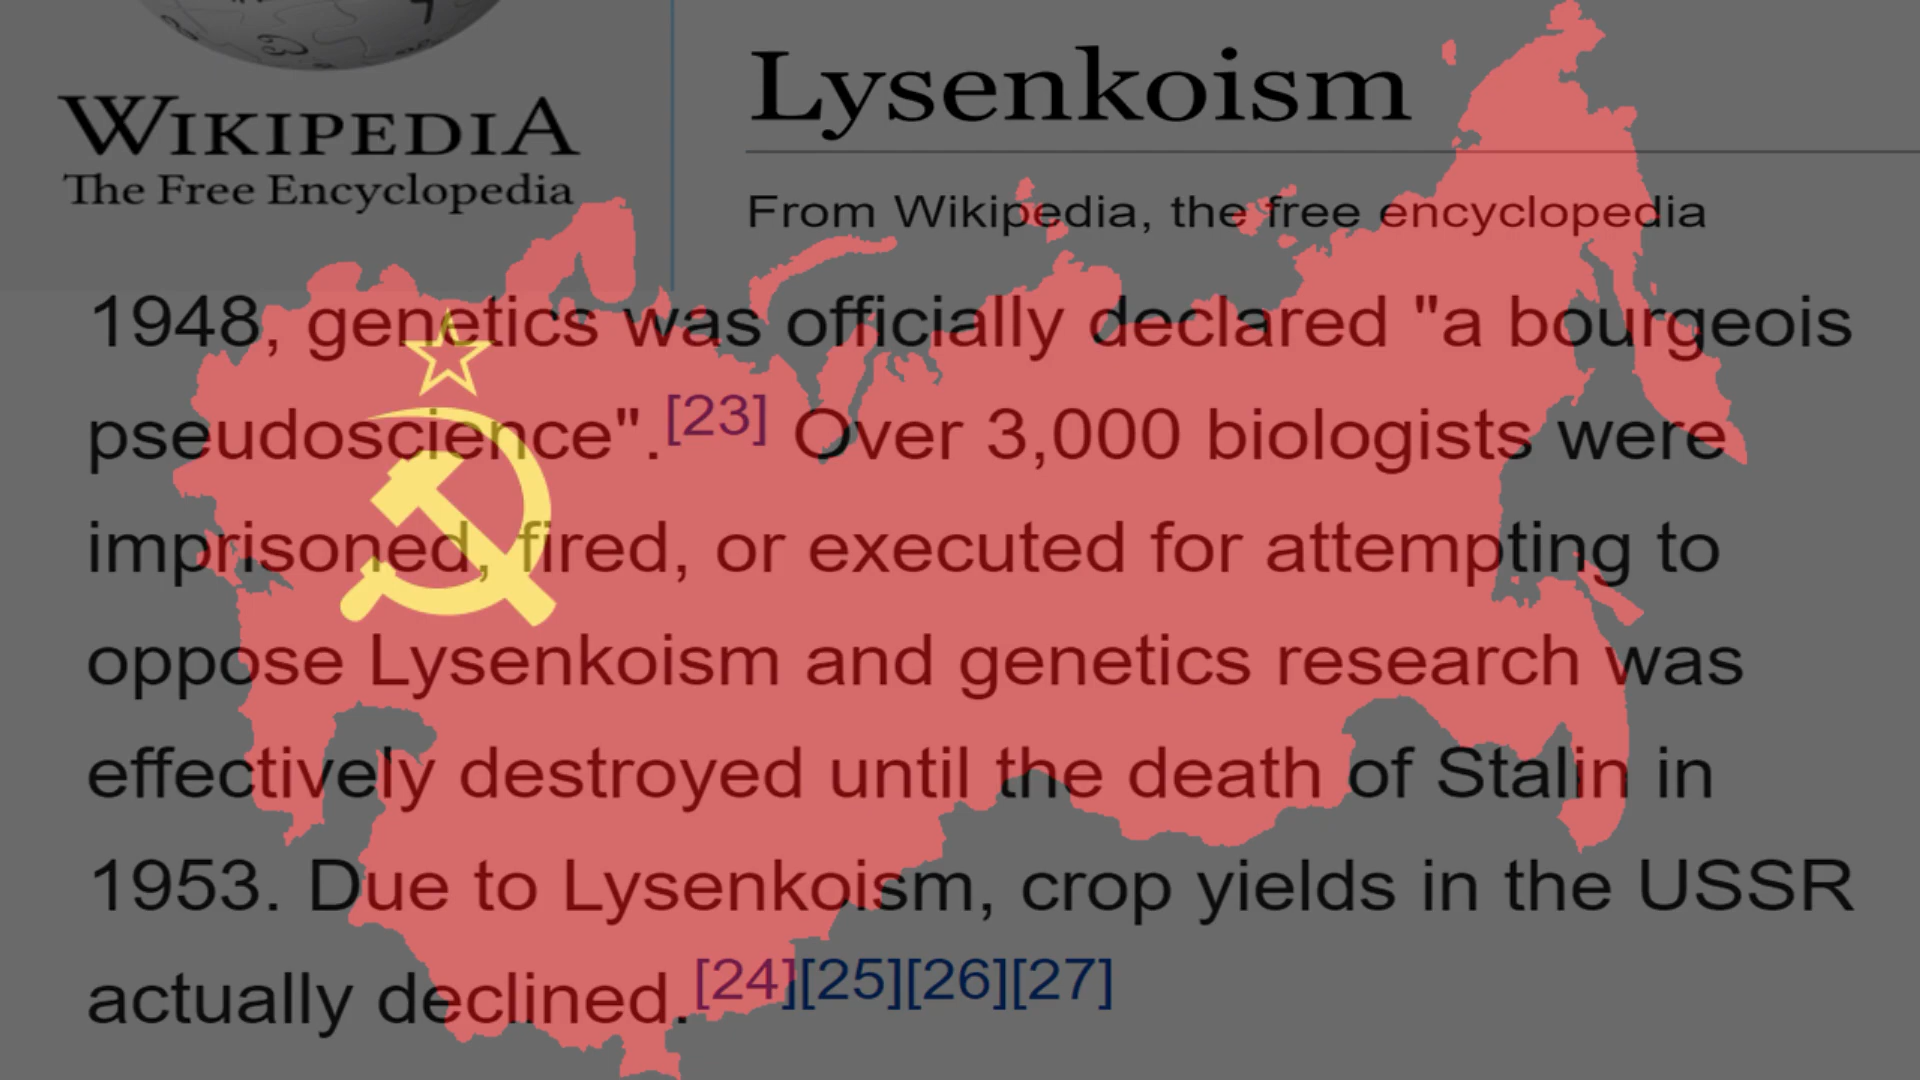 WIKIPEDIA
The Free Encyclopedia
Lysenkoism
From Wikipedia, the free encyclopedia
1948, genetics was officially declared "a bourgeois
pseudoscience".[23] Over 3,000 biologists were
imprisoned, fired, or executed for attempting to
oppose Lysenkoism and genetics research was
effectively destroyed until the death of Stalin in
1953. Due to Lysenkoism, crop yields in the USSR
actually declined.[24][25][26][27]